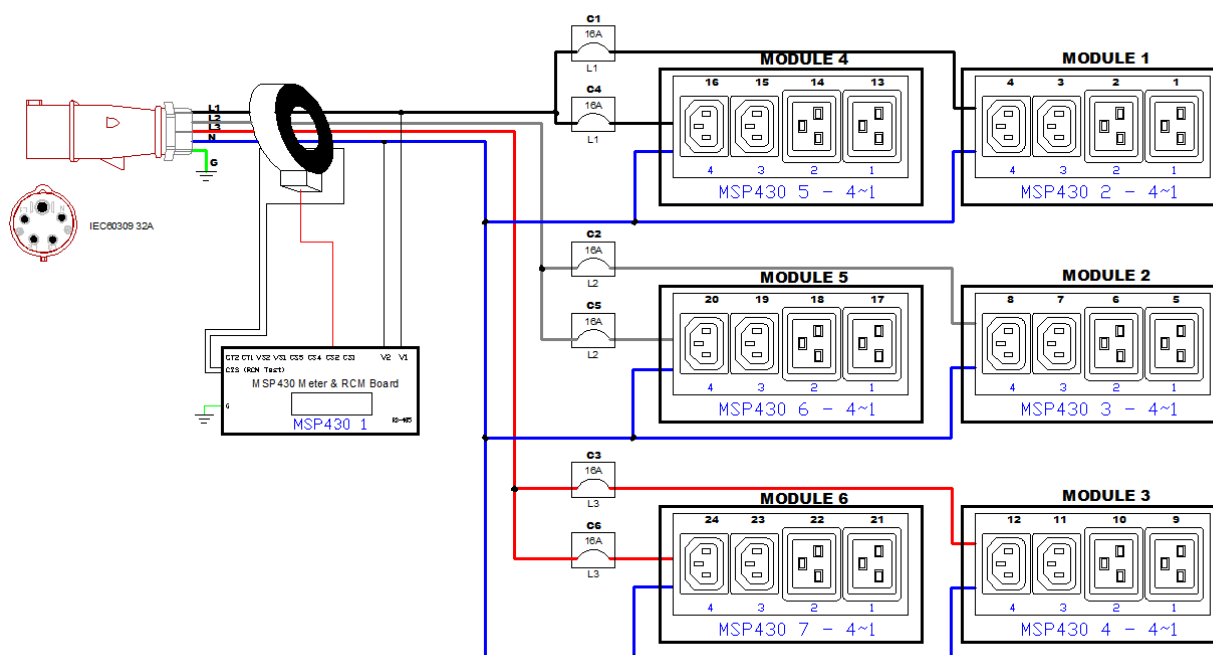 C1
16A
L1
MODULE 4
MODULE 1
16 15 14 13
4 3 2 1
C4
16A
L1
4 3 2 1
4 3 2 1
MSP430 5 - 4~1
MSP430 2 - 4~1
L1
L2
L3
N
G
IEC60309 32A
C2
16A
L2
MODULE 5
MODULE 2
20 19 18 17
8 7 6 5
C5
16A
L2
4 3 2 1
4 3 2 1
MSP430 6 - 4~1
MSP430 3 - 4~1
CT2 CT1 VS2 VS1 CS5 CS4 CS2 CS1 V2 V1
CTS (RCM Test)
MSP430 Meter & RCM Board
G
RS-485
MSP430 1
C3
16A
L3
MODULE 6
MODULE 3
24 23 22 21
12 11 10 9
C6
16A
L3
4 3 2 1
4 3 2 1
MSP430 7 - 4~1
MSP430 4 - 4~1